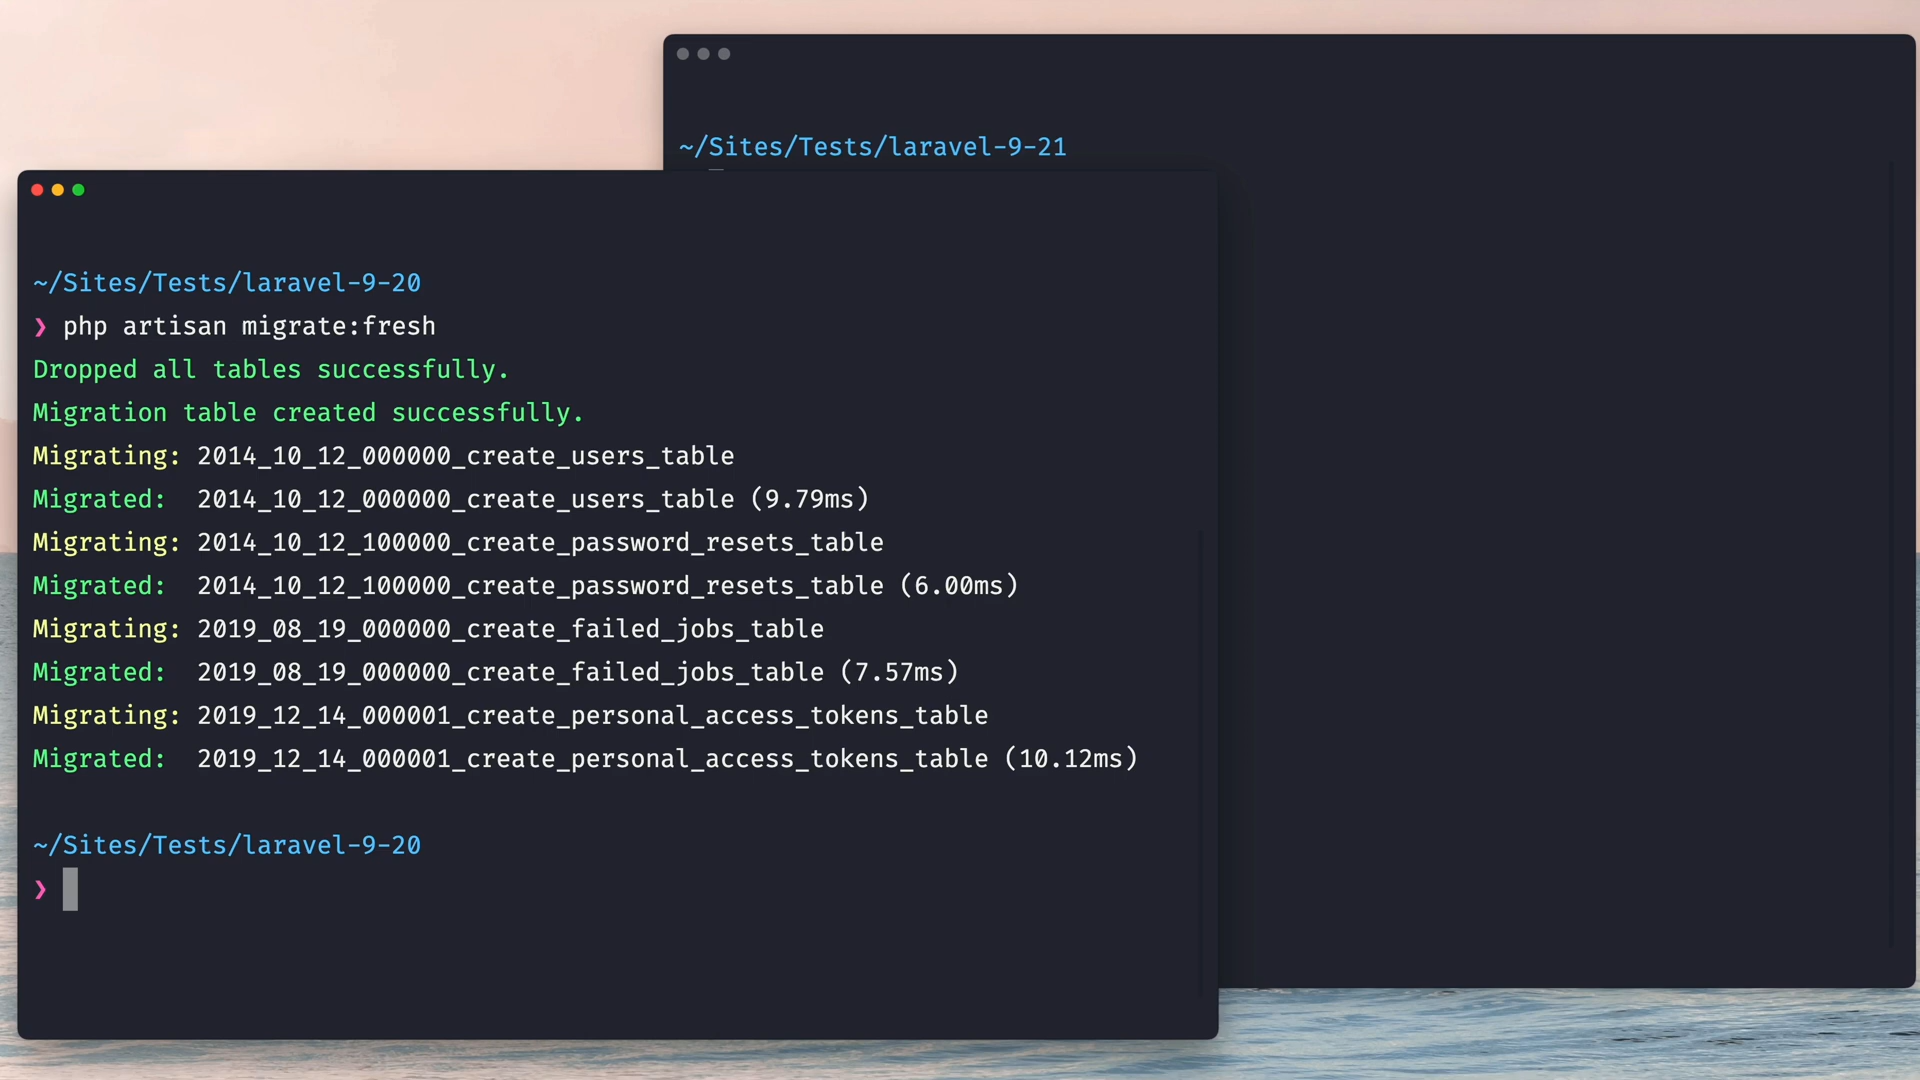 ~/Sites/Tests/laravel-9-21
~/Sites/Tests/laravel-9-20
❯ php artisan migrate:fresh
Dropped all tables successfully.
Migration table created successfully.
Migrating: 2014_10_12_000000_create_users_table
Migrated:  2014_10_12_000000_create_users_table (9.79ms)
Migrating: 2014_10_12_100000_create_password_resets_table
Migrated:  2014_10_12_100000_create_password_resets_table (6.00ms)
Migrating: 2019_08_19_000000_create_failed_jobs_table
Migrated:  2019_08_19_000000_create_failed_jobs_table (7.57ms)
Migrating: 2019_12_14_000001_create_personal_access_tokens_table
Migrated:  2019_12_14_000001_create_personal_access_tokens_table (10.12ms)
~/Sites/Tests/laravel-9-20
❯